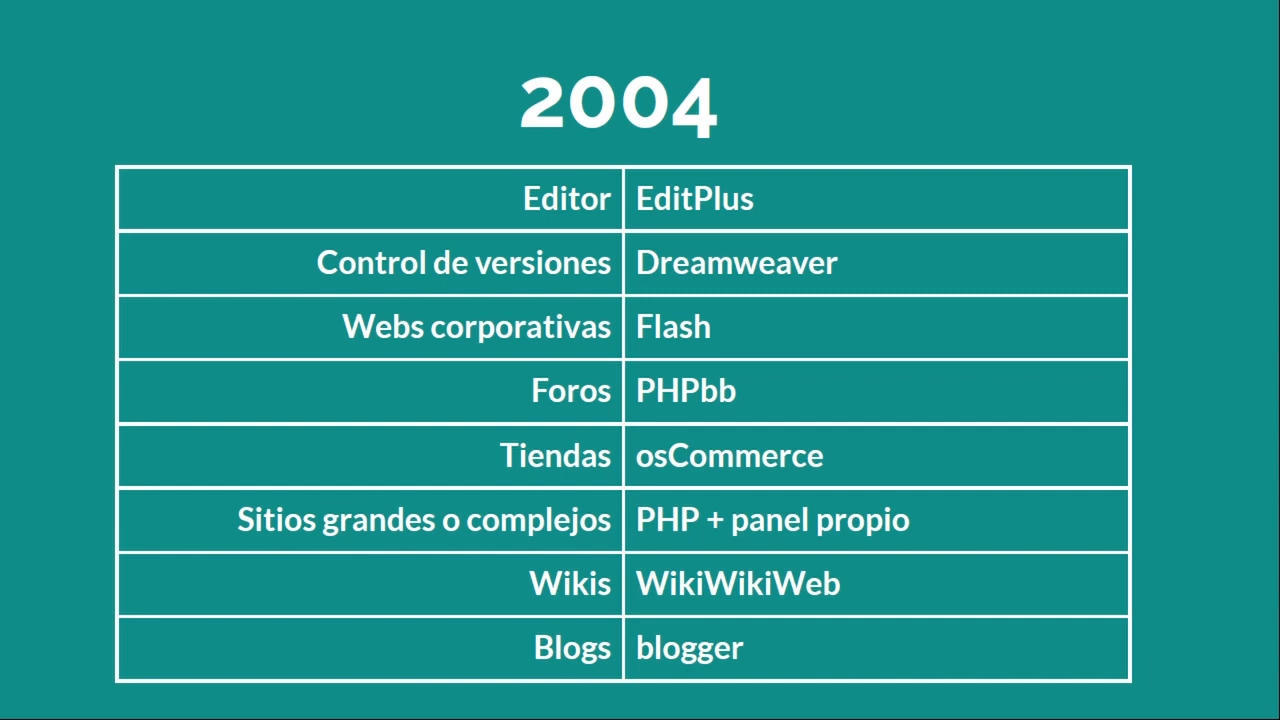 2004
Editor EditPlus
Control de versiones Dreamweaver
Webs corporativas Flash
Foros PHPbb
Tiendas osCommerce
Sitios grandes o complejos PHP + panel propio
Wikis WikiWikiWeb
Blogs blogger